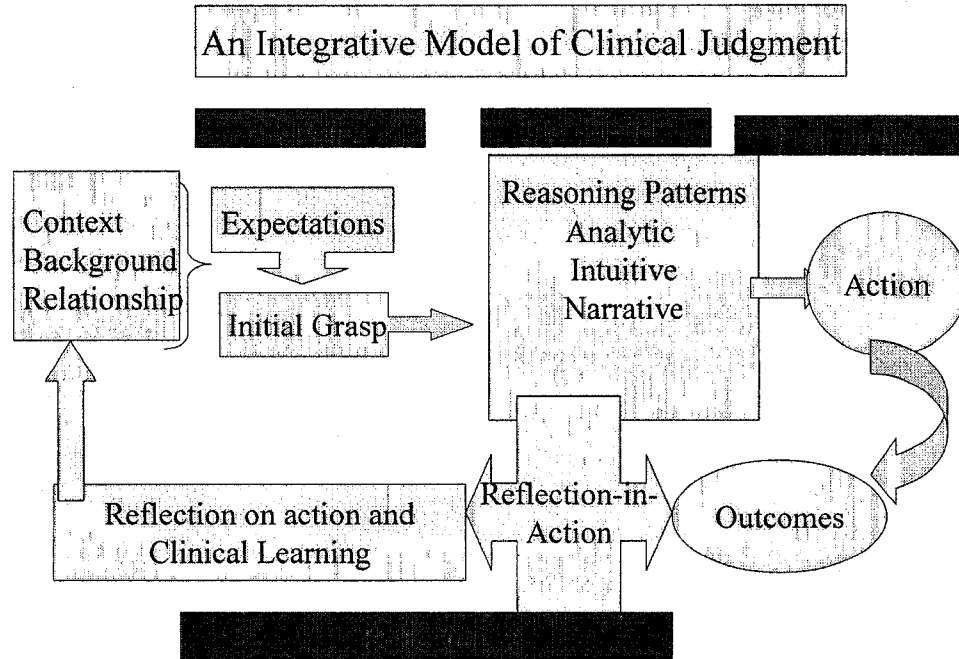 An Integrative Model of Clinical Judgment
Context
Background
Relationship
Expectations
Initial Grasp
Reasoning Patterns
Analytic
Intuitive
Narrative
Action
Reflection on action and
Clinical Learning
Reflection-in-
Action
Outcomes